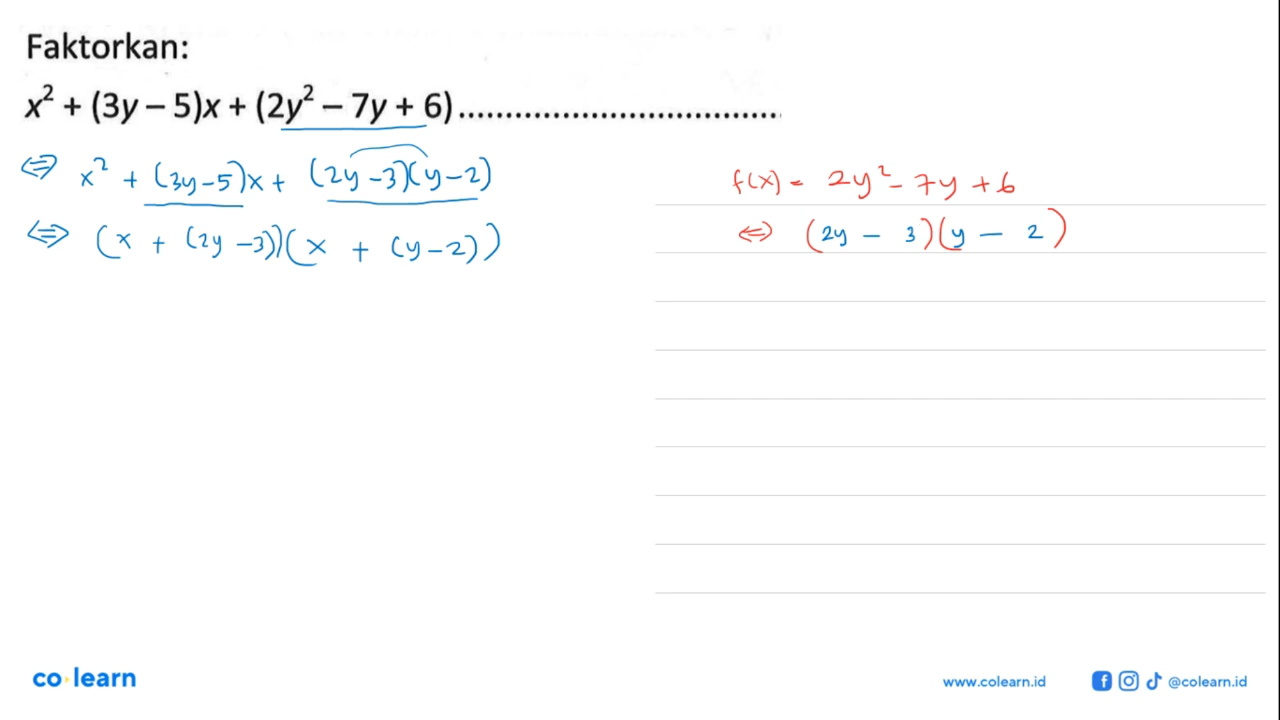 Faktorkan:
x² + (3y – 5)x + (2y² – 7y + 6)..................................
⇔ x² + (3y-5)x + (2y-3)(y-2)
⇔ (x + (2y-3))(x + (y-2))
f(x) = 2y² - 7y + 6
⇔ (2y - 3)(y - 2)
co learn
www.colearn.id
@colearn.id